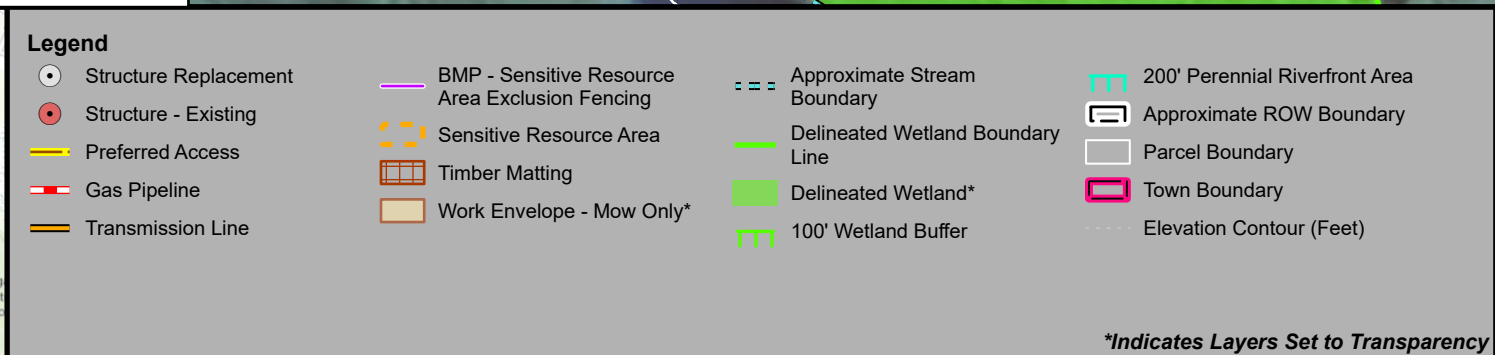 Legend
Structure Replacement
Structure - Existing
Preferred Access
Gas Pipeline
Transmission Line
BMP - Sensitive Resource
Area Exclusion Fencing
Sensitive Resource Area
Timber Matting
Work Envelope - Mow Only*
Approximate Stream
Boundary
Delineated Wetland Boundary
Line
Delineated Wetland*
100' Wetland Buffer
200' Perennial Riverfront Area
Approximate ROW Boundary
Parcel Boundary
Town Boundary
Elevation Contour (Feet)
*Indicates Layers Set to Transparency